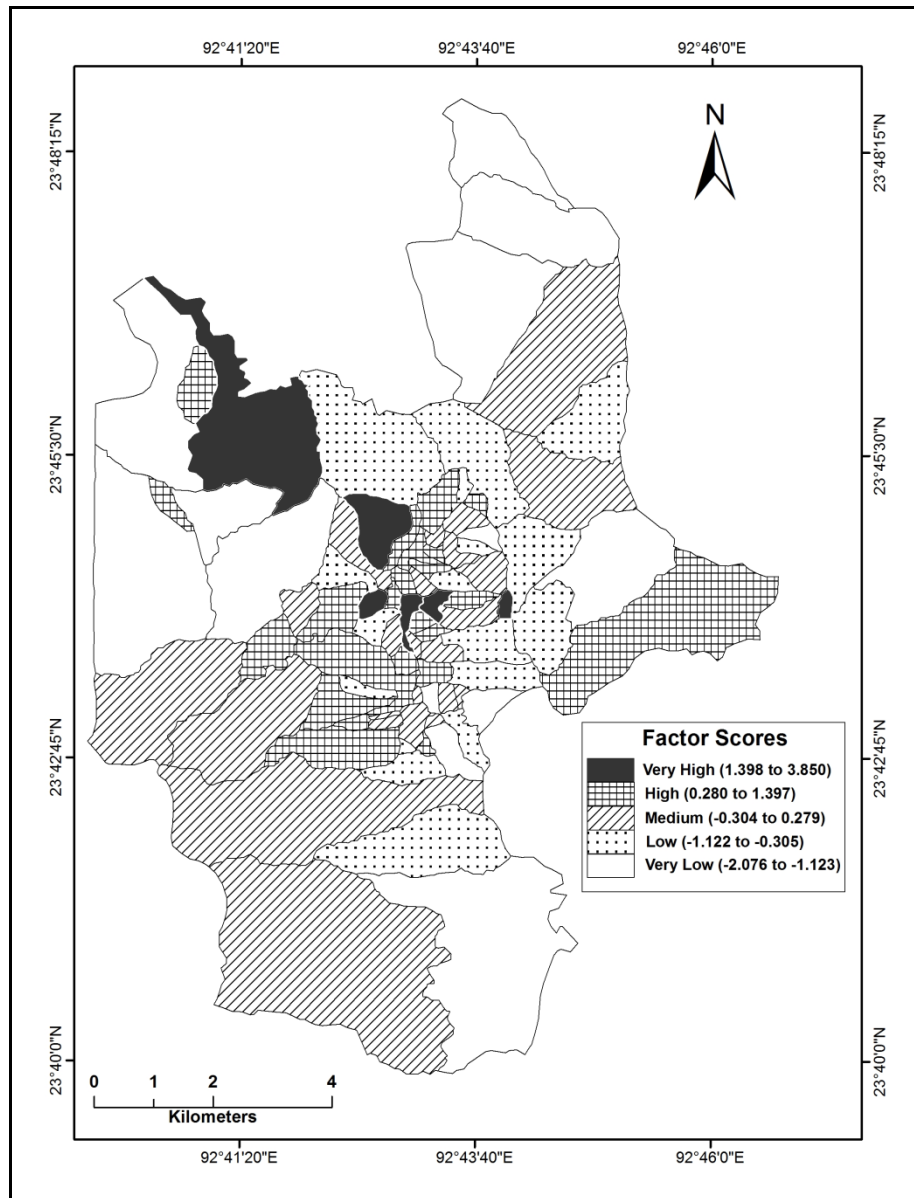 92°41'20"E 92°43'40"E 92°46'0"E
N
23°48'15"N 23°48'15"N
23°45'30"N 23°45'30"N
23°42'45"N 23°42'45"N
Factor Scores
Very High (1.398 to 3.850)
High (0.280 to 1.397)
Medium (-0.304 to 0.279)
Low (-1.122 to -0.305)
Very Low (-2.076 to -1.123)
23°40'0"N 23°40'0"N
0 1 2 4
Kilometers
92°41'20"E 92°43'40"E 92°46'0"E